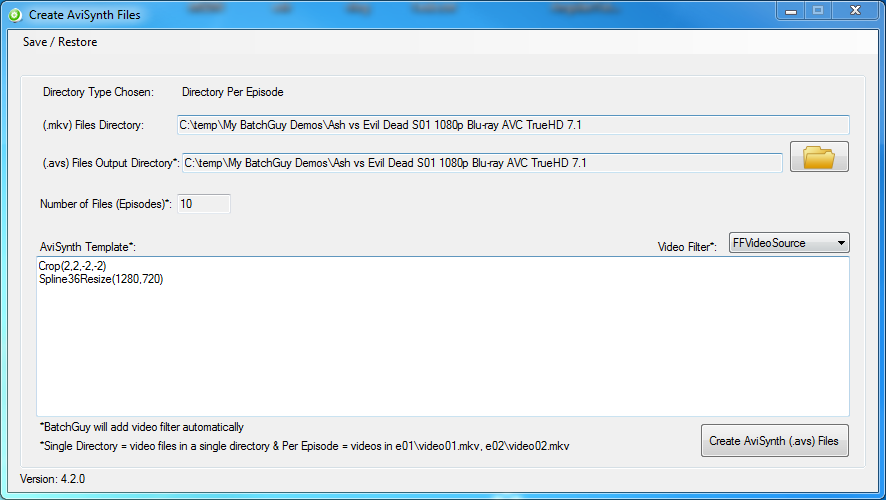 Create AviSynth Files
Save / Restore
Directory Type Chosen: Directory Per Episode
(.mkv) Files Directory: C:\temp\My BatchGuy Demos\Ash vs Evil Dead S01 1080p Blu-ray AVC TrueHD 7.1
(.avs) Files Output Directory*: C:\temp\My BatchGuy Demos\Ash vs Evil Dead S01 1080p Blu-ray AVC TrueHD 7.1
Number of Files (Episodes)*: 10
AviSynth Template*: Video Filter*: FFVideoSource
Crop(2,2,-2,-2)
Spline36Resize(1280,720)
*BatchGuy will add video filter automatically
*Single Directory = video files in a single directory & Per Episode = videos in e01\video01.mkv, e02\video02.mkv
Create AviSynth (.avs) Files
Version: 4.2.0